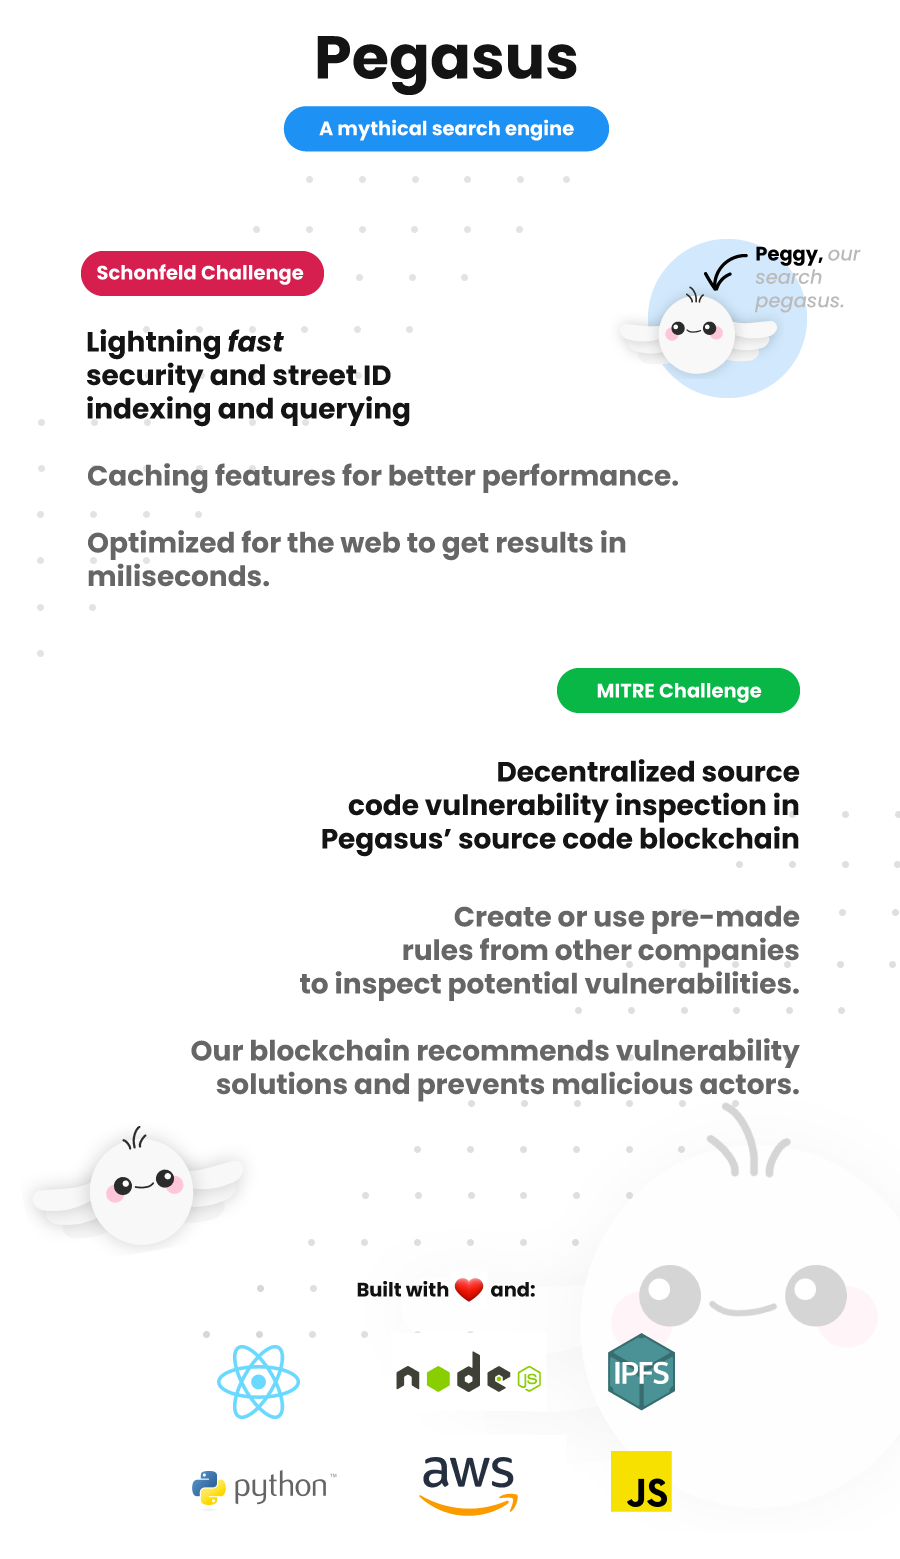 Pegasus
A mythical search engine
Schonfeld Challenge
Peggy, our
search
pegasus.
Lightning fast
security and street ID
indexing and querying
Caching features for better performance.
Optimized for the web to get results in
miliseconds.
MITRE Challenge
Decentralized source
code vulnerability inspection in
Pegasus’ source code blockchain
Create or use pre-made
rules from other companies
to inspect potential vulnerabilities.
Our blockchain recommends vulnerability
solutions and prevents malicious actors.
Built with ❤️ and:
node JS
IPFS
python™
aws
JS